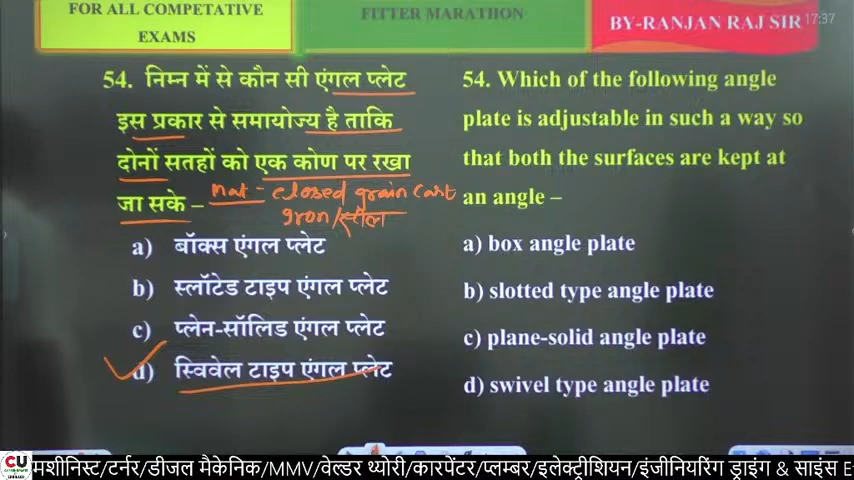 FOR ALL COMPETATIVE
EXAMS
FITTER MARATHON
BY-RANJAN RAJ SIR
17:37
54. निम्न में से कौन सी एंगल प्लेट
इस प्रकार से समायोज्य है ताकि
दोनों सतहों को एक कोण पर रखा
जा सके –
mat - closed grain cast
iron/स्टील
a) बॉक्स एंगल प्लेट
b) स्लॉटेड टाइप एंगल प्लेट
c) प्लेन-सॉलिड एंगल प्लेट
d) स्विवेल टाइप एंगल प्लेट
54. Which of the following angle
plate is adjustable in such a way so
that both the surfaces are kept at
an angle –
a) box angle plate
b) slotted type angle plate
c) plane-solid angle plate
d) swivel type angle plate
CU
मशीनिस्ट/टर्नर/डीजल मैकेनिक/MMV/वेल्डर थ्योरी/कारपेंटर/प्लम्बर/इलेक्ट्रीशियन/इंजीनियरिंग ड्राइंग & साइंस E